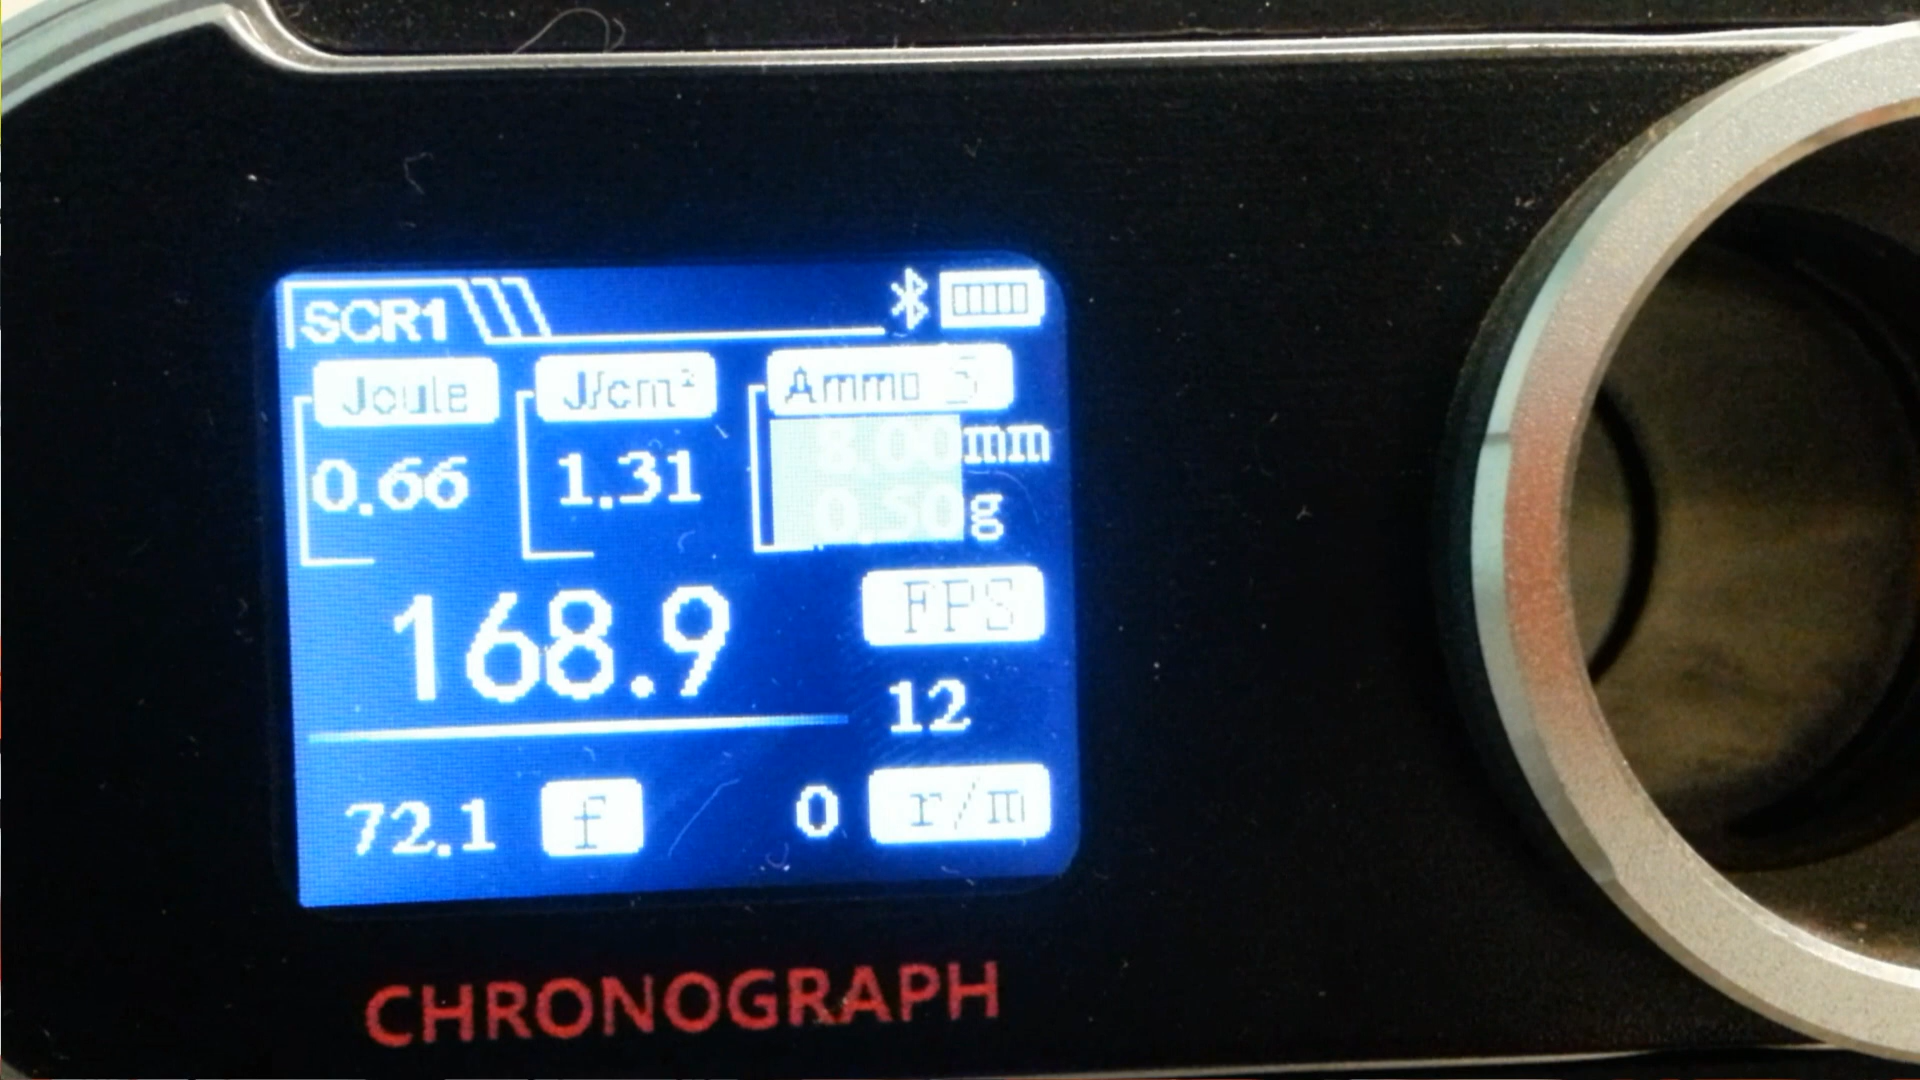 SCR1
Joule J/cm² Ammo 5
0.66 1.31 8.00mm
0.50g
168.9 FPS
12
72.1 f 0 r/m
CHRONOGRAPH